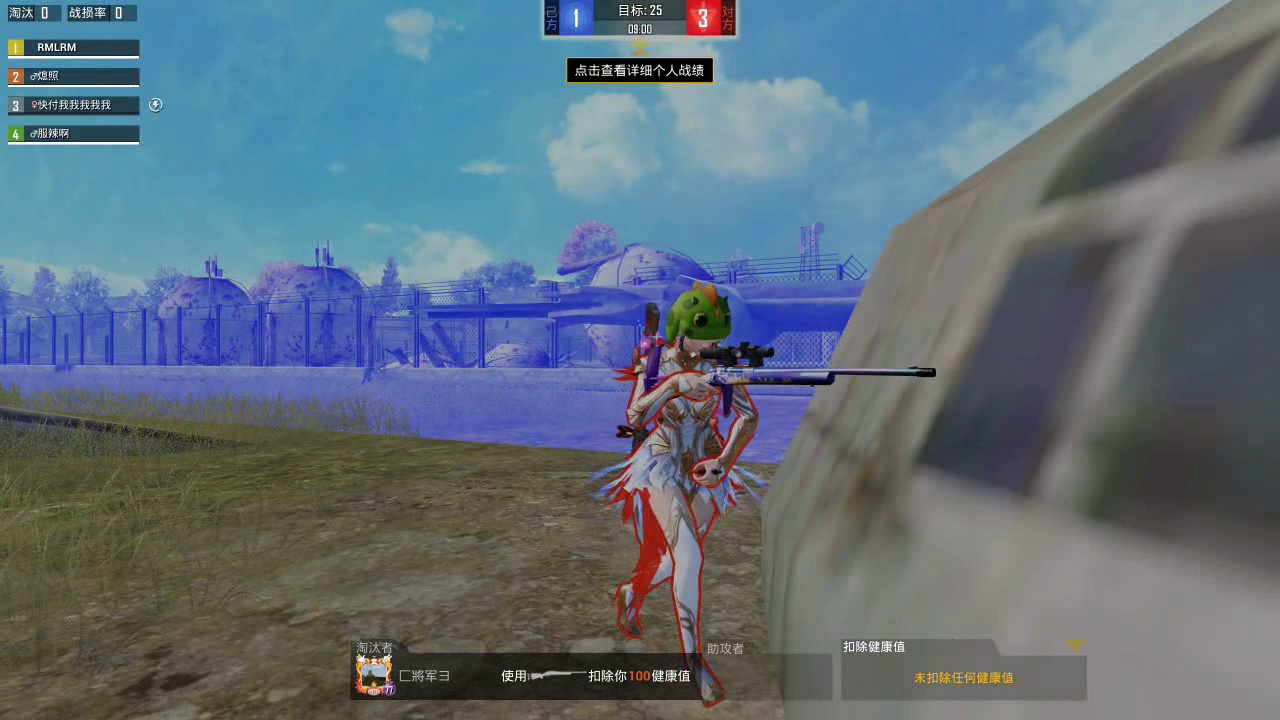 淘汰 0 战损率 0
己方 1 目标: 25 3 对方
09:00
点击查看详细个人战绩
1 RMLRM
2 ♂熄照
3 ♀快付我我我我我
4 ♂服辣啊
淘汰者 助攻者
匚將军ヨ 使用 扣除你100健康值
77
扣除健康值
未扣除任何健康值